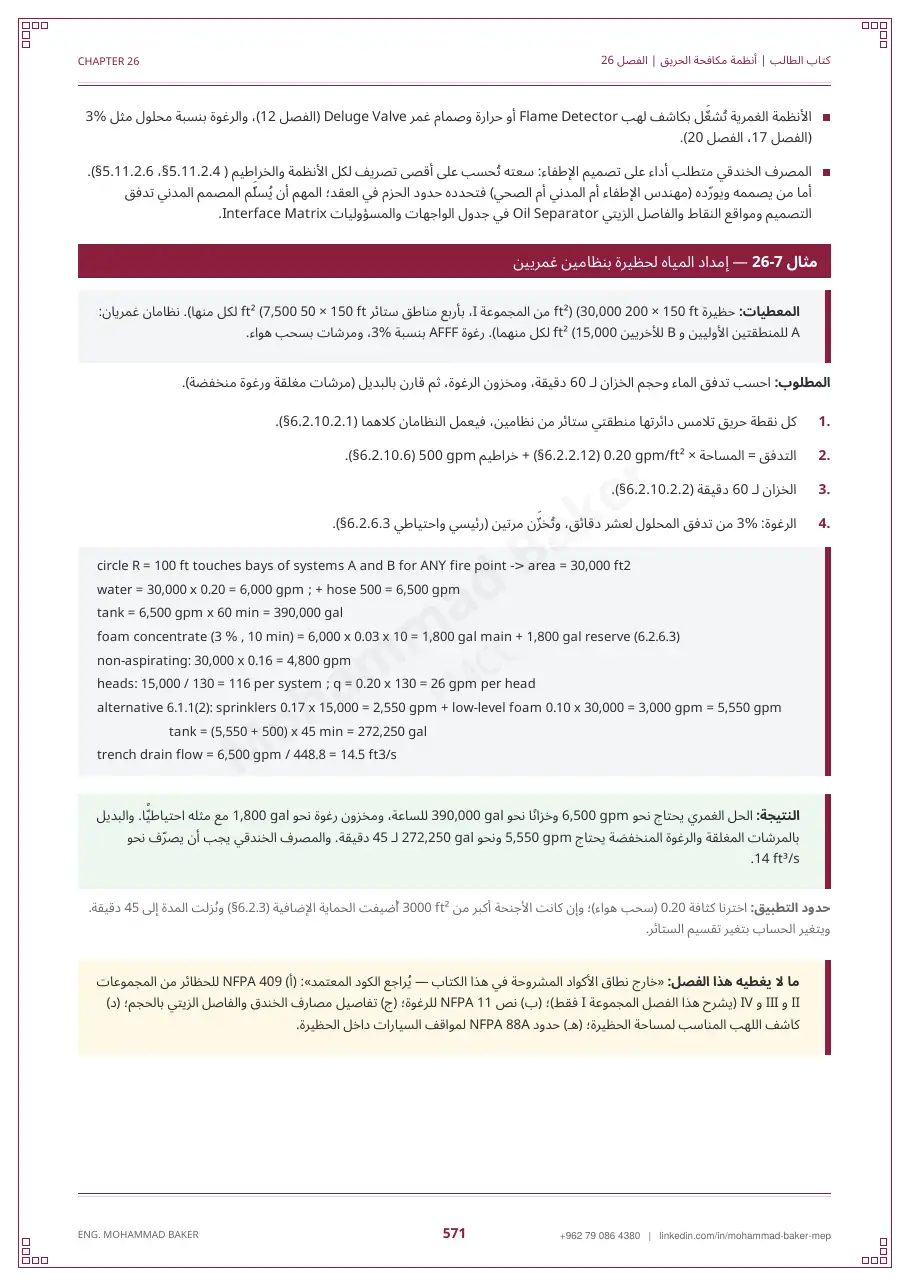 كتاب الطالب | أنظمة مكافحة الحريق | الفصل 26
CHAPTER 26
▪ الأنظمة الغمرية تُشغَّل بكاشف لهب Flame Detector أو حرارة وصمام غمر Deluge Valve (الفصل 12)، والرغوة بنسبة محلول مثل 3%
(الفصل 17، الفصل 20).
▪ المصرف الخندقي متطلب أداء على تصميم الإطفاء: سعته تُحسب على أقصى تصريف لكل الأنظمة والخراطيم (§5.11.2.4، §5.11.2.6).
أما من يصممه ويورّده (مهندس الإطفاء أم المدني أم الصحي) فتحدده حدود الحزم في العقد؛ المهم أن يُسلَّم المصمم المدني تدفق
التصميم ومواقع النقاط والفاصل الزيتي Oil Separator في جدول الواجهات والمسؤوليات Interface Matrix.
مثال 7-26 — إمداد المياه لحظيرة بنظامين غمريين
المعطيات: حظيرة 200 × 150 ft (30,000 ft²) من المجموعة I، بأربع مناطق ستائر 50 × 150 ft (7,500 ft² لكل منها). نظامان غمريان:
A للمنطقتين الأوليين و B للأخريين (15,000 ft² لكل منهما). رغوة AFFF بنسبة 3%، ومرشات بسحب هواء.
المطلوب: احسب تدفق الماء وحجم الخزان لـ 60 دقيقة، ومخزون الرغوة، ثم قارن بالبديل (مرشات مغلقة ورغوة منخفضة).
1. كل نقطة حريق تلامس دائرتها منطقتي ستائر من نظامين، فيعمل النظامان كلاهما (§6.2.10.2.1).
2. التدفق = المساحة × 0.20 gpm/ft² (§6.2.2.12) + خراطيم 500 gpm (§6.2.10.6).
3. الخزان لـ 60 دقيقة (§6.2.10.2.2).
4. الرغوة: 3% من تدفق المحلول لعشر دقائق، وتُخزَّن مرتين (رئيسي واحتياطي §6.2.6.3).
circle R = 100 ft touches bays of systems A and B for ANY fire point -> area = 30,000 ft2
water = 30,000 x 0.20 = 6,000 gpm ; + hose 500 = 6,500 gpm
tank = 6,500 gpm x 60 min = 390,000 gal
foam concentrate (3 % , 10 min) = 6,000 x 0.03 x 10 = 1,800 gal main + 1,800 gal reserve (6.2.6.3)
non-aspirating: 30,000 x 0.16 = 4,800 gpm
heads: 15,000 / 130 = 116 per system ; q = 0.20 x 130 = 26 gpm per head
alternative 6.1.1(2): sprinklers 0.17 x 15,000 = 2,550 gpm + low-level foam 0.10 x 30,000 = 3,000 gpm = 5,550 gpm
tank = (5,550 + 500) x 45 min = 272,250 gal
trench drain flow = 6,500 gpm / 448.8 = 14.5 ft3/s
Mohammad Baker
النتيجة: الحل الغمري يحتاج نحو 6,500 gpm وخزانًا نحو 390,000 gal للساعة، ومخزون رغوة نحو 1,800 gal مع مثله احتياطيًّا. والبديل
بالمرشات المغلقة والرغوة المنخفضة يحتاج 5,550 gpm ونحو 272,250 gal لـ 45 دقيقة. والمصرف الخندقي يجب أن يصرّف نحو
14 ft³/s.
حدود التطبيق: اخترنا كثافة 0.20 (سحب هواء)؛ وإن كانت الأجنحة أكبر من 3000 ft² أُضيفت الحماية الإضافية (§6.2.3) ونُزلت المدة إلى 45 دقيقة.
ويتغير الحساب بتغير تقسيم الستائر.
ما لا يغطيه هذا الفصل: «خارج نطاق الأكواد المشروحة في هذا الكتاب — يُراجع الكود المعتمد»: (أ) NFPA 409 للحظائر من المجموعات
II و III و IV (يشرح هذا الفصل المجموعة I فقط)؛ (ب) نص NFPA 11 للرغوة؛ (ج) تفاصيل مصارف الخندق والفاصل الزيتي بالحجم؛ (د)
كاشف اللهب المناسب لمساحة الحظيرة؛ (هـ) حدود NFPA 88A لمواقف السيارات داخل الحظيرة.
ENG. MOHAMMAD BAKER
571
+962 79 086 4380 | linkedin.com/in/mohammad-baker-mep